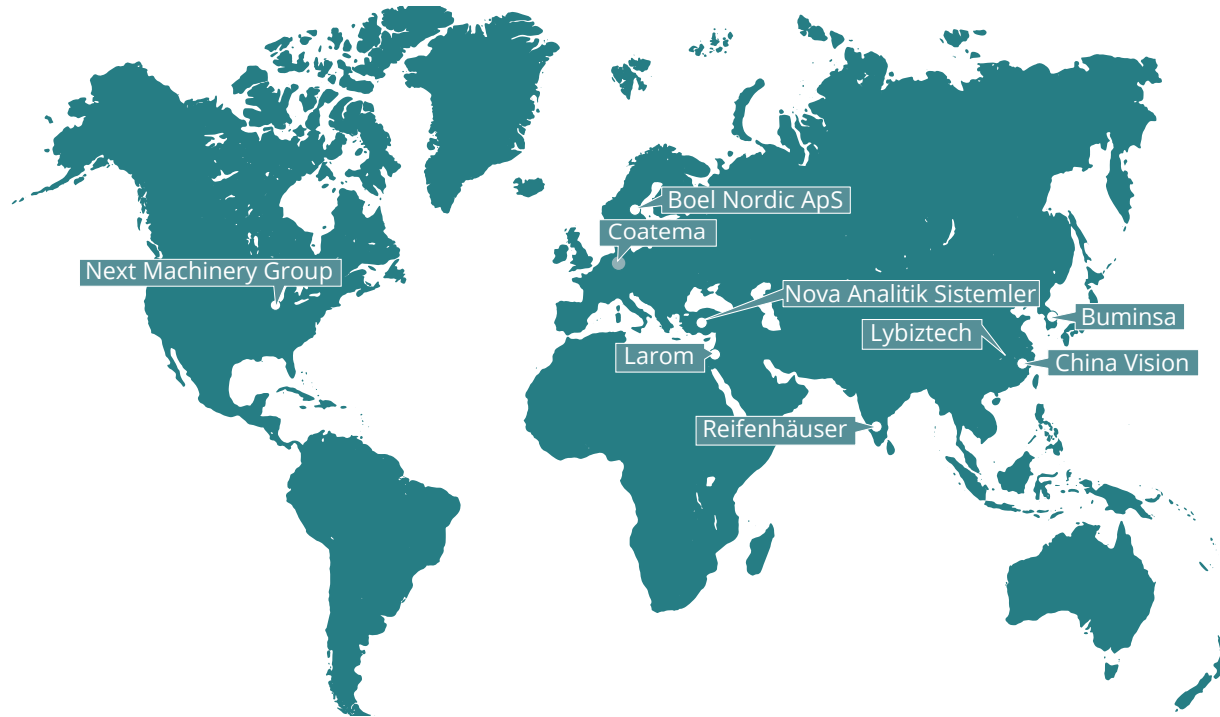 Boel Nordic ApS
Coatema
Next Machinery Group
Nova Analitik Sistemler
Buminsa
Lybiztech
Larom
China Vision
Reifenhäuser